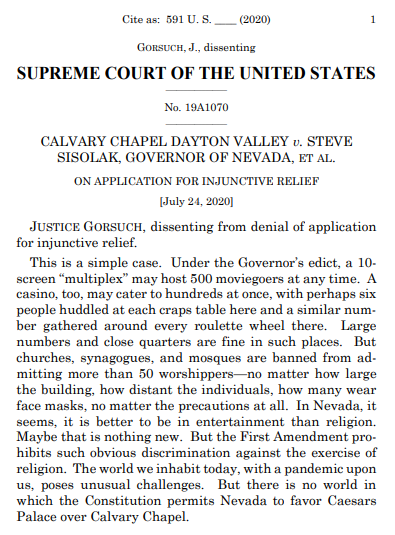 Cite as: 591 U. S. ____ (2020) 1
GORSUCH, J., dissenting
SUPREME COURT OF THE UNITED STATES
No. 19A1070
CALVARY CHAPEL DAYTON VALLEY v. STEVE
SISOLAK, GOVERNOR OF NEVADA, ET AL.
ON APPLICATION FOR INJUNCTIVE RELIEF
[July 24, 2020]
JUSTICE GORSUCH, dissenting from denial of application
for injunctive relief.
This is a simple case. Under the Governor's edict, a 10-
screen “multiplex” may host 500 moviegoers at any time. A
casino, too, may cater to hundreds at once, with perhaps six
people huddled at each craps table here and a similar num-
ber gathered around every roulette wheel there. Large
numbers and close quarters are fine in such places. But
churches, synagogues, and mosques are banned from ad-
mitting more than 50 worshippers—no matter how large
the building, how distant the individuals, how many wear
face masks, no matter the precautions at all. In Nevada, it
seems, it is better to be in entertainment than religion.
Maybe that is nothing new. But the First Amendment pro-
hibits such obvious discrimination against the exercise of
religion. The world we inhabit today, with a pandemic upon
us, poses unusual challenges. But there is no world in
which the Constitution permits Nevada to favor Caesars
Palace over Calvary Chapel.